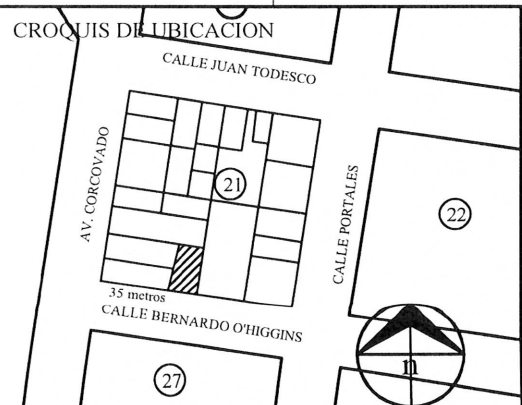 CROQUIS DE UBICACION
CALLE JUAN TODESCO
AV. CORCOVADO
21
CALLE PORTALES
22
35 metros
CALLE BERNARDO O'HIGGINS
n
27